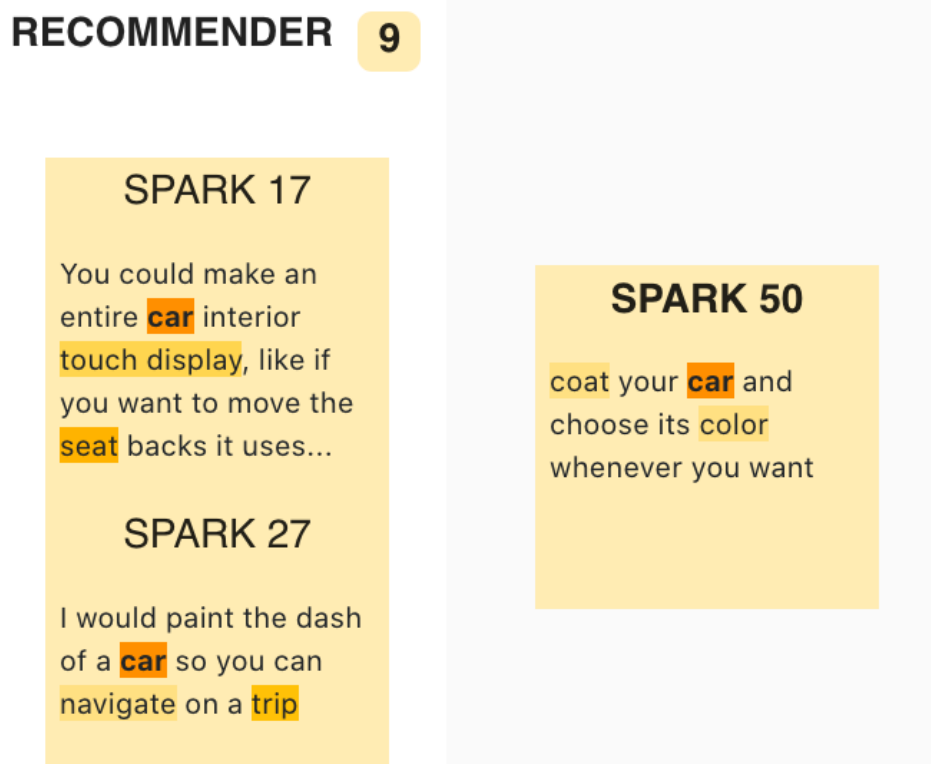 RECOMMENDER 9
SPARK 17
You could make an
entire car interior
touch display, like if
you want to move the
seat backs it uses...
SPARK 27
I would paint the dash
of a car so you can
navigate on a trip
SPARK 50
coat your car and
choose its color
whenever you want